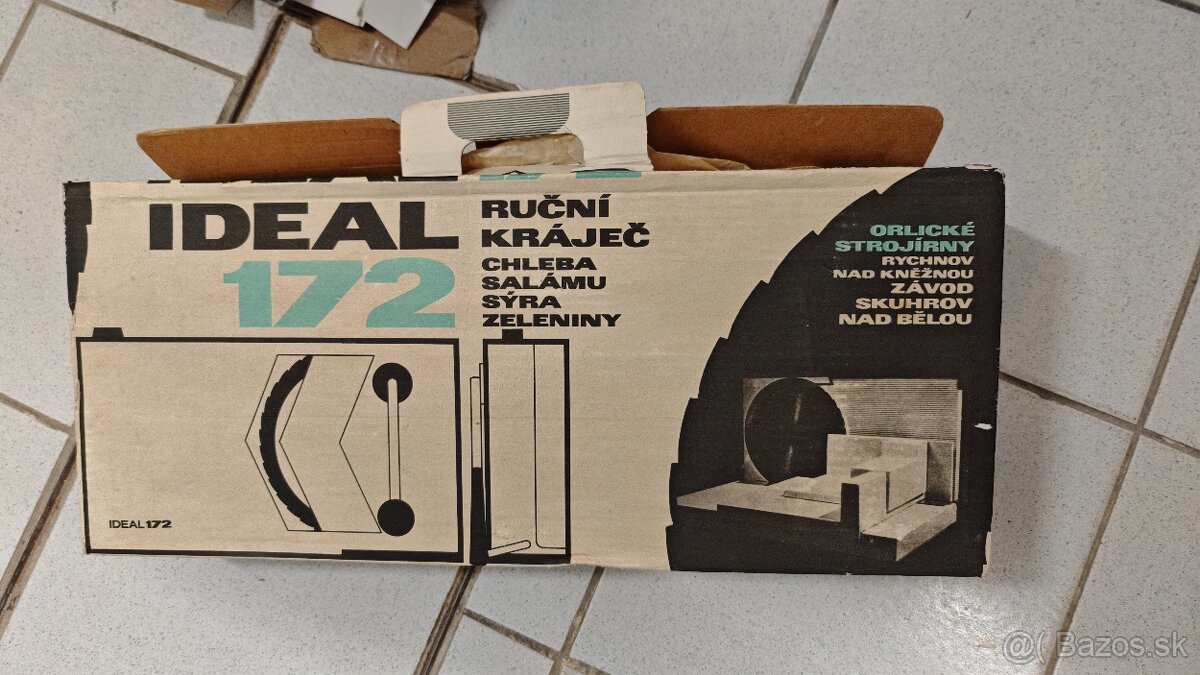 IDEAL
172
RUČNÍ
KRÁJEČ
CHLEBA
SALÁMU
SÝRA
ZELENINY
ORLICKÉ
STROJÍRNY
RYCHNOV
NAD KNĚŽNOU
ZÁVOD
SKUHROV
NAD BĚLOU
IDEAL 172
@( Bazos.sk